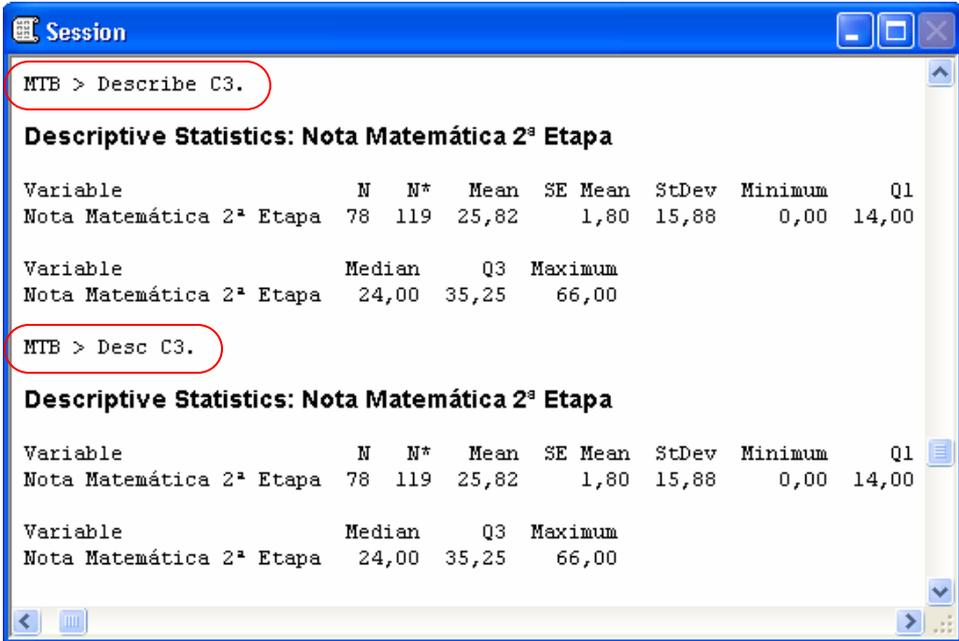 Session
MTB > Describe C3.
Descriptive Statistics: Nota Matemática 2ª Etapa
Variable N N* Mean SE Mean StDev Minimum Q1
Nota Matemática 2ª Etapa 78 119 25,82 1,80 15,88 0,00 14,00
Variable Median Q3 Maximum
Nota Matemática 2ª Etapa 24,00 35,25 66,00
MTB > Desc C3.
Descriptive Statistics: Nota Matemática 2ª Etapa
Variable N N* Mean SE Mean StDev Minimum Q1
Nota Matemática 2ª Etapa 78 119 25,82 1,80 15,88 0,00 14,00
Variable Median Q3 Maximum
Nota Matemática 2ª Etapa 24,00 35,25 66,00